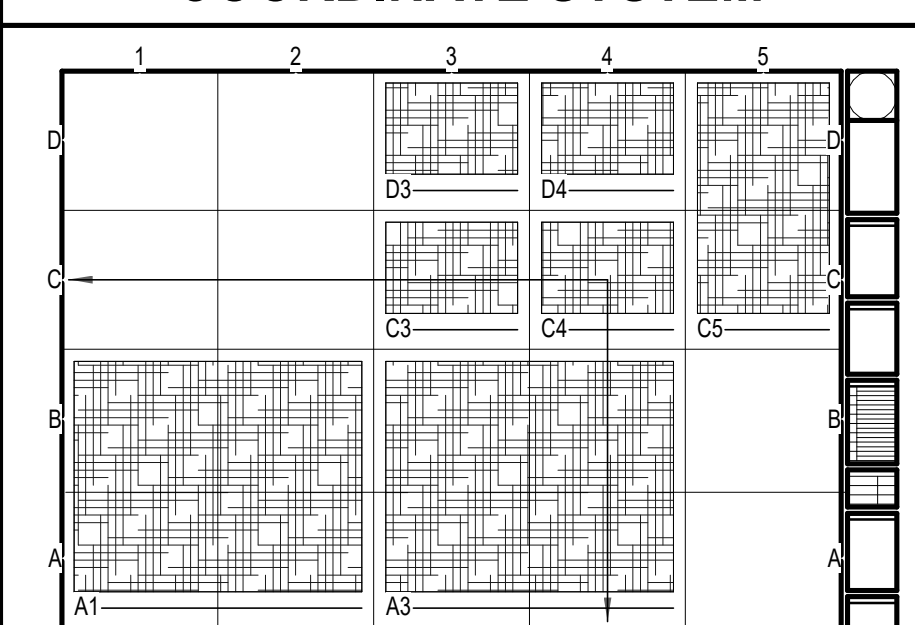 COORDINATE SYSTEM
1 2 3 4 5
D D
D3 D4
C C
C3 C4 C5
B B
A A
A1 A3